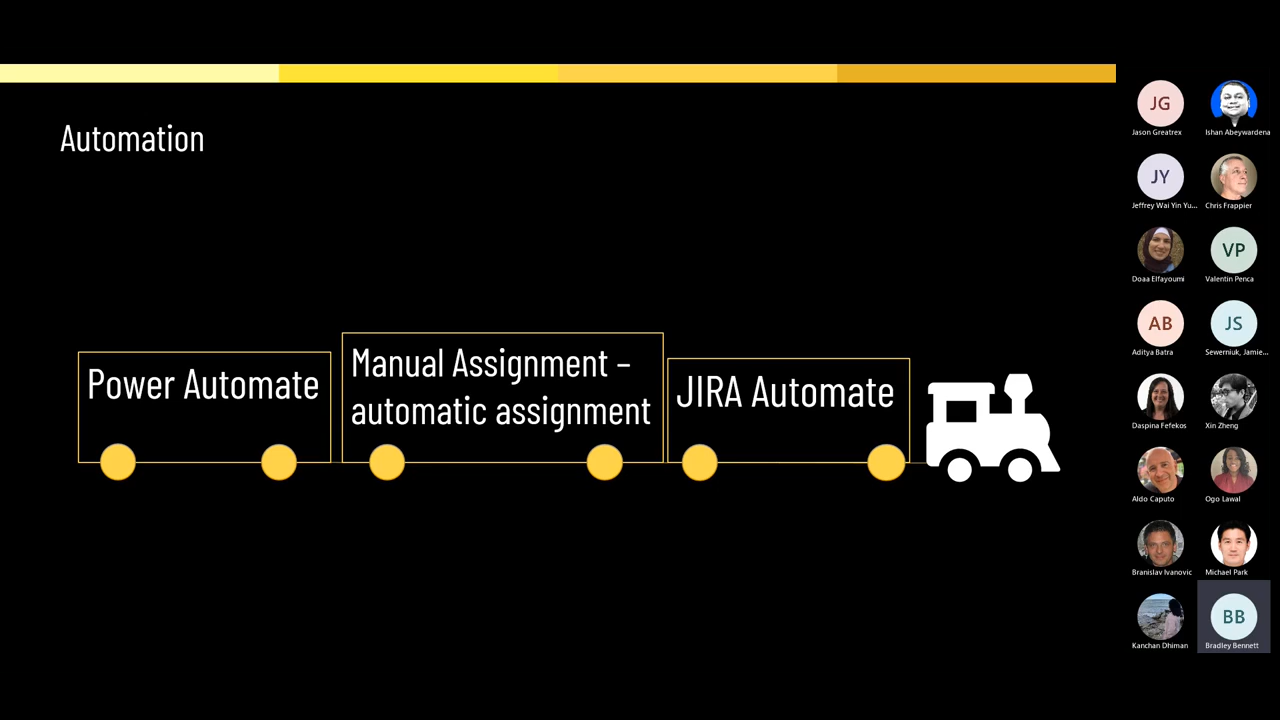 Automation
Power Automate
Manual Assignment –
automatic assignment
JIRA Automate
JG
Jason Greatrex
Ishan Abeywardena
JY
Jeffrey Wai Yin Yu...
Chris Frappier
Doaa Elfayoumi
VP
Valentin Penca
AB
Aditya Batra
JS
Sewerniuk, Jamie...
Daspina Fefekos
Xin Zheng
Aldo Caputo
Ogo Lawal
Branislav Ivanovic
Michael Park
Kanchan Dhiman
BB
Bradley Bennett